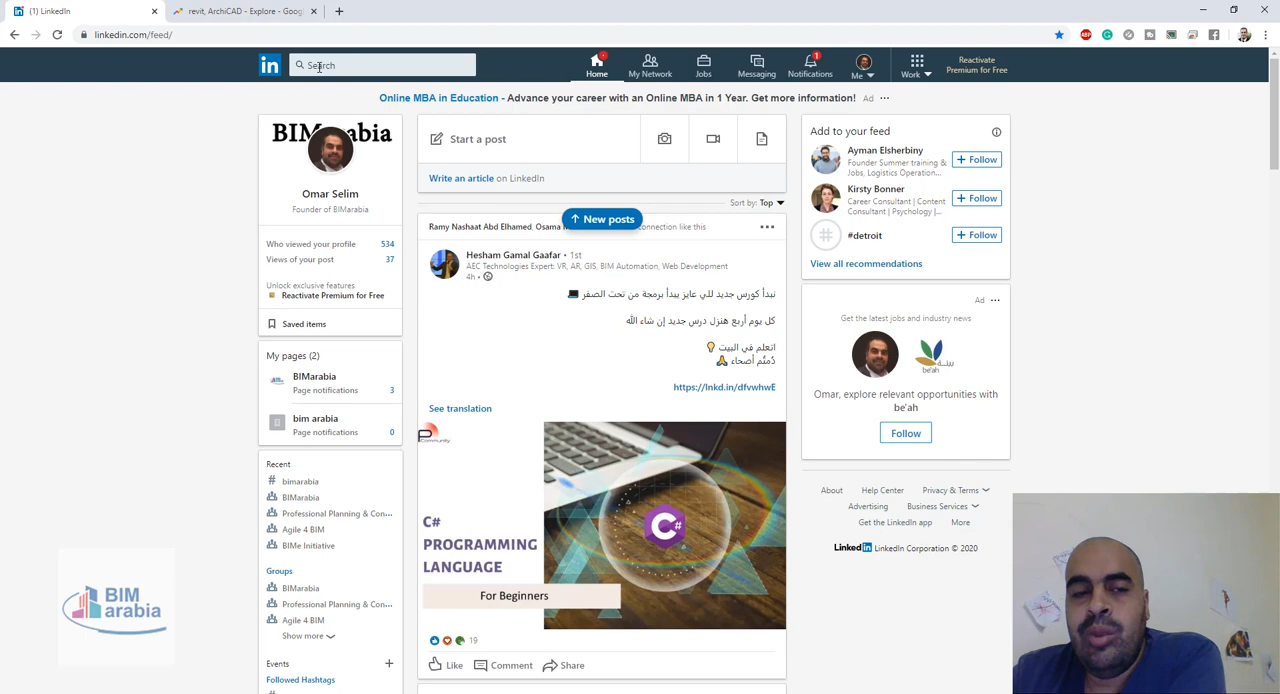 (1) LinkedIn
revit, ArchiCAD - Explore - Goog
linkedin.com/feed/
in
Search
Home
My Network
Jobs
Messaging
1
Notifications
Me
Work
Reactivate
Premium for Free
Online MBA in Education - Advance your career with an Online MBA in 1 Year. Get more information! Ad
BIMarabia
Omar Selim
Founder of BIMarabia
Who viewed your profile 534
Views of your post 37
Unlock exclusive features
Reactivate Premium for Free
Saved items
My pages (2)
BIMarabia
Page notifications 3
bim arabia
Page notifications 0
Recent
# bimarabia
BIMarabia
Professional Planning & Con...
Agile 4 BIM
BIMe Initiative
Groups
BIMarabia
Professional Planning & Con...
Agile 4 BIM
Show more
Events
Followed Hashtags
Start a post
Write an article on LinkedIn
Sort by: Top
New posts
Ramy Nashaat Abd Elhamed, Osama
connection like this
Hesham Gamal Gaafar • 1st
AEC Technologies Expert: VR, AR, GIS, BIM Automation, Web Development
4h •
نبدأ كورس جديد للي عايز يبدأ برمجة من تحت الصفر
كل يوم أربع هنزل درس جديد إن شاء الله
اتعلم في البيت
دُمتُم أصحاء
https://lnkd.in/dfvwhwE
See translation
Community
C#
PROGRAMMING
LANGUAGE
For Beginners
C#
19
Like
Comment
Share
Add to your feed
Ayman Elsherbiny
Founder Summer training &
Jobs, Logistics Operation...
+ Follow
Kirsty Bonner
Career Consultant | Content
Consultant | Psychology |...
+ Follow
#detroit
+ Follow
View all recommendations
Ad
Get the latest jobs and industry news
be'ah
Omar, explore relevant opportunities with
be'ah
Follow
About
Help Center
Privacy & Terms
Advertising
Business Services
Get the LinkedIn app
More
LinkedIn LinkedIn Corporation © 2020
BIM
arabia